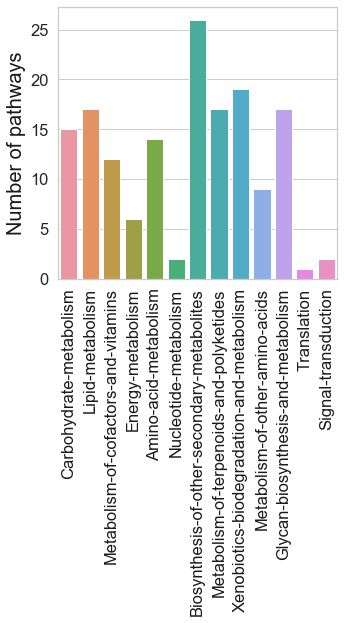 Number of pathways
25
20
15
10
5
0
Carbohydrate-metabolism
Lipid-metabolism
Metabolism-of-cofactors-and-vitamins
Energy-metabolism
Amino-acid-metabolism
Nucleotide-metabolism
Biosynthesis-of-other-secondary-metabolites
Metabolism-of-terpenoids-and-polyketides
Xenobiotics-biodegradation-and-metabolism
Metabolism-of-other-amino-acids
Glycan-biosynthesis-and-metabolism
Translation
Signal-transduction